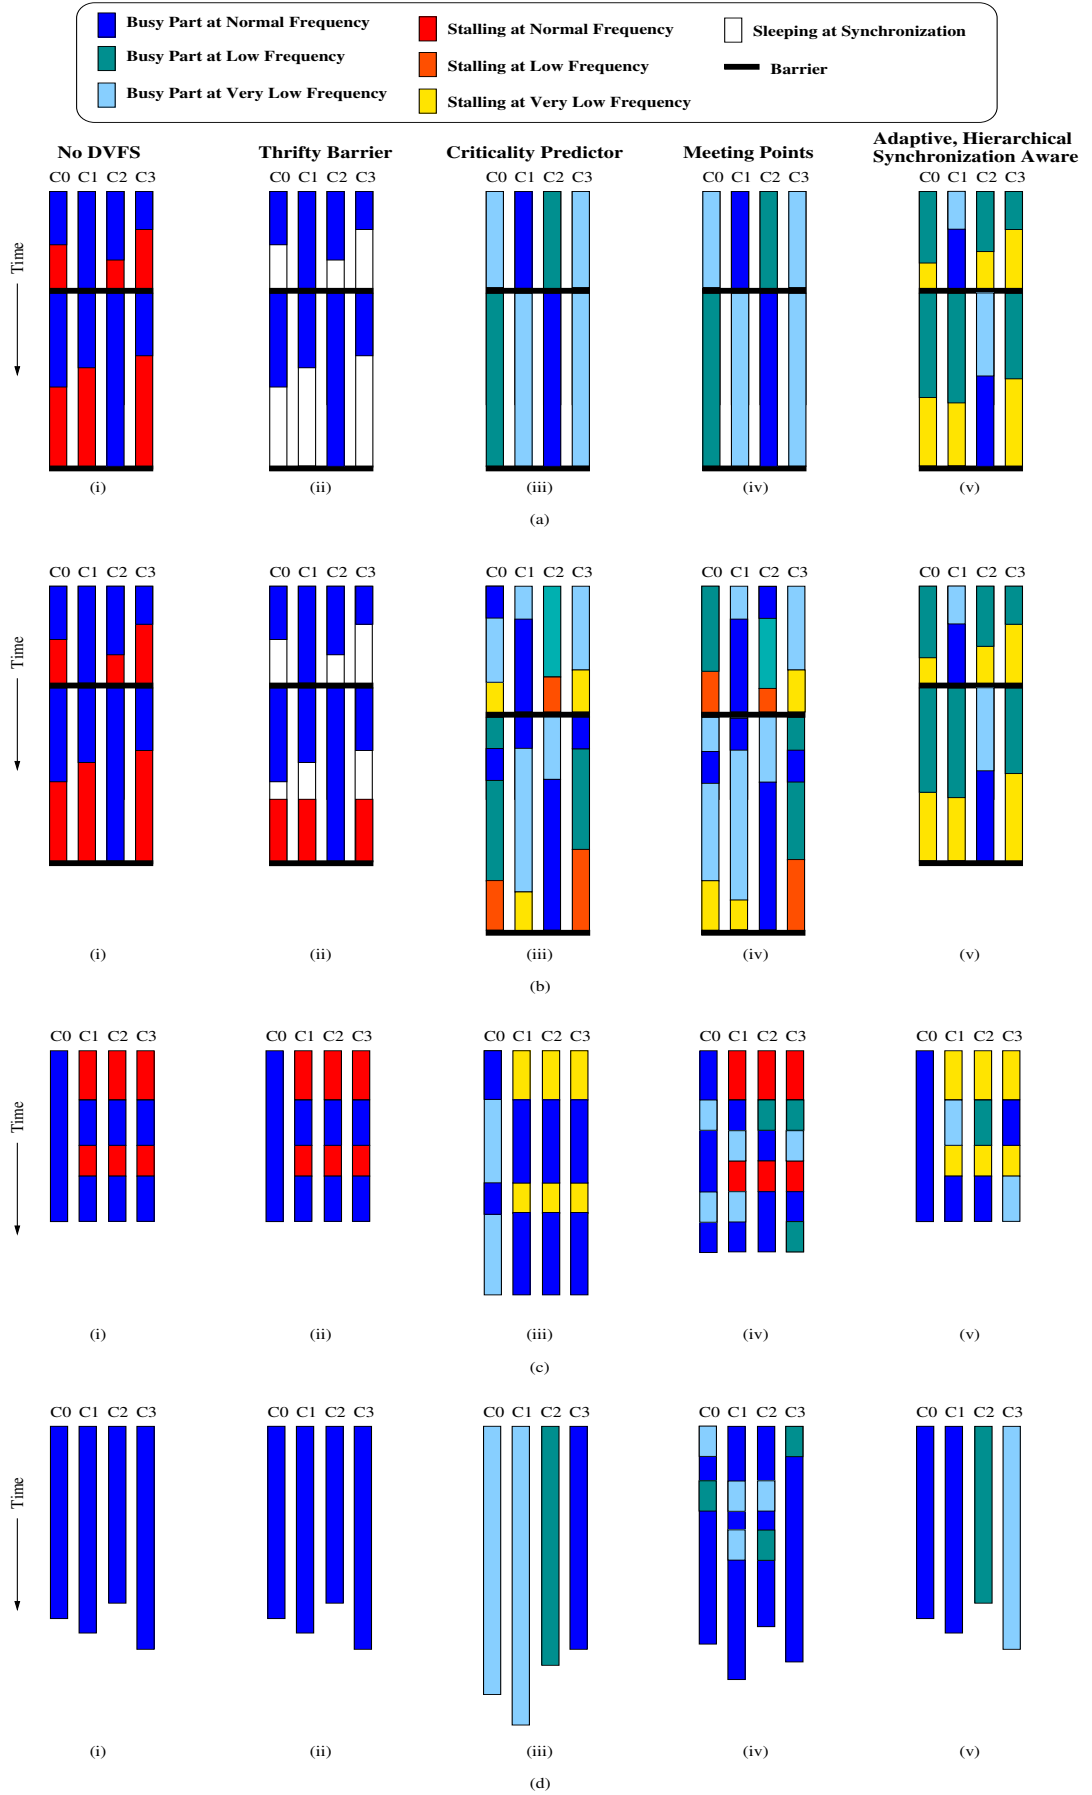 Busy Part at Normal Frequency
Stalling at Normal Frequency
Sleeping at Synchronization
Busy Part at Low Frequency
Stalling at Low Frequency
Barrier
Busy Part at Very Low Frequency
Stalling at Very Low Frequency
No DVFS
Thrifty Barrier
Criticality Predictor
Meeting Points
Adaptive, Hierarchical
Synchronization Aware
C0 C1 C2 C3
C0 C1 C2 C3
C0 C1 C2 C3
C0 C1 C2 C3
C0 C1 C2 C3
Time
(i)
(ii)
(iii)
(iv)
(v)
(a)
C0 C1 C2 C3
C0 C1 C2 C3
C0 C1 C2 C3
C0 C1 C2 C3
C0 C1 C2 C3
Time
(i)
(ii)
(iii)
(iv)
(v)
(b)
C0 C1 C2 C3
C0 C1 C2 C3
C0 C1 C2 C3
C0 C1 C2 C3
C0 C1 C2 C3
Time
(i)
(ii)
(iii)
(iv)
(v)
(c)
C0 C1 C2 C3
C0 C1 C2 C3
C0 C1 C2 C3
C0 C1 C2 C3
C0 C1 C2 C3
Time
(i)
(ii)
(iii)
(iv)
(v)
(d)